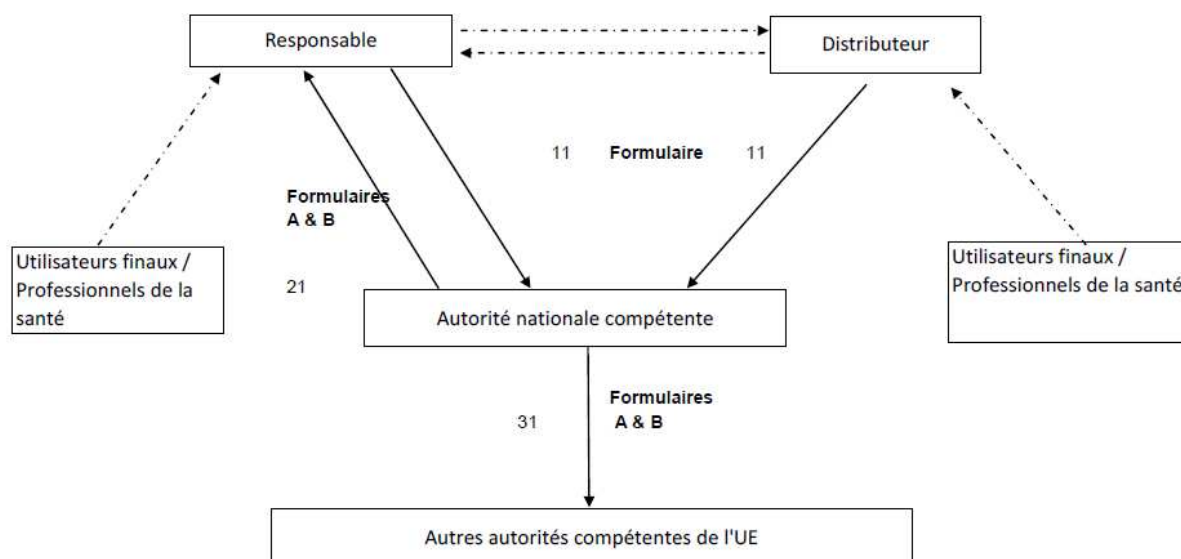 Responsable
Distributeur
11 Formulaire 11
Formulaires
A & B
Utilisateurs finaux /
Professionnels de la
santé
Utilisateurs finaux /
Professionnels de la santé
21
Autorité nationale compétente
Formulaires
31
A & B
Autres autorités compétentes de l'UE